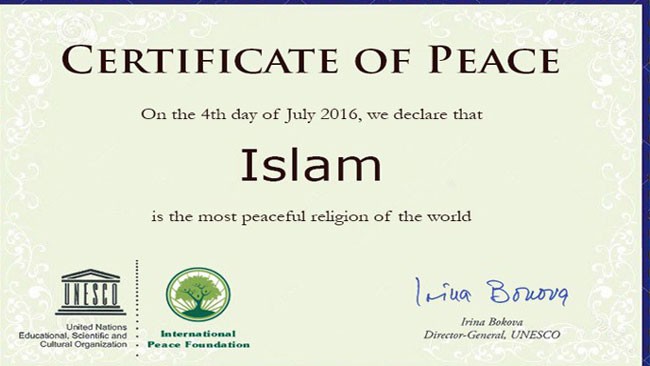 CERTIFICATE OF PEACE
On the 4th day of July 2016, we declare that
Islam
is the most peaceful religion of the world
UNESCO
United Nations
Educational, Scientific and
Cultural Organization
International
Peace Foundation
Irina Bokova
Irina Bokova
Director-General, UNESCO